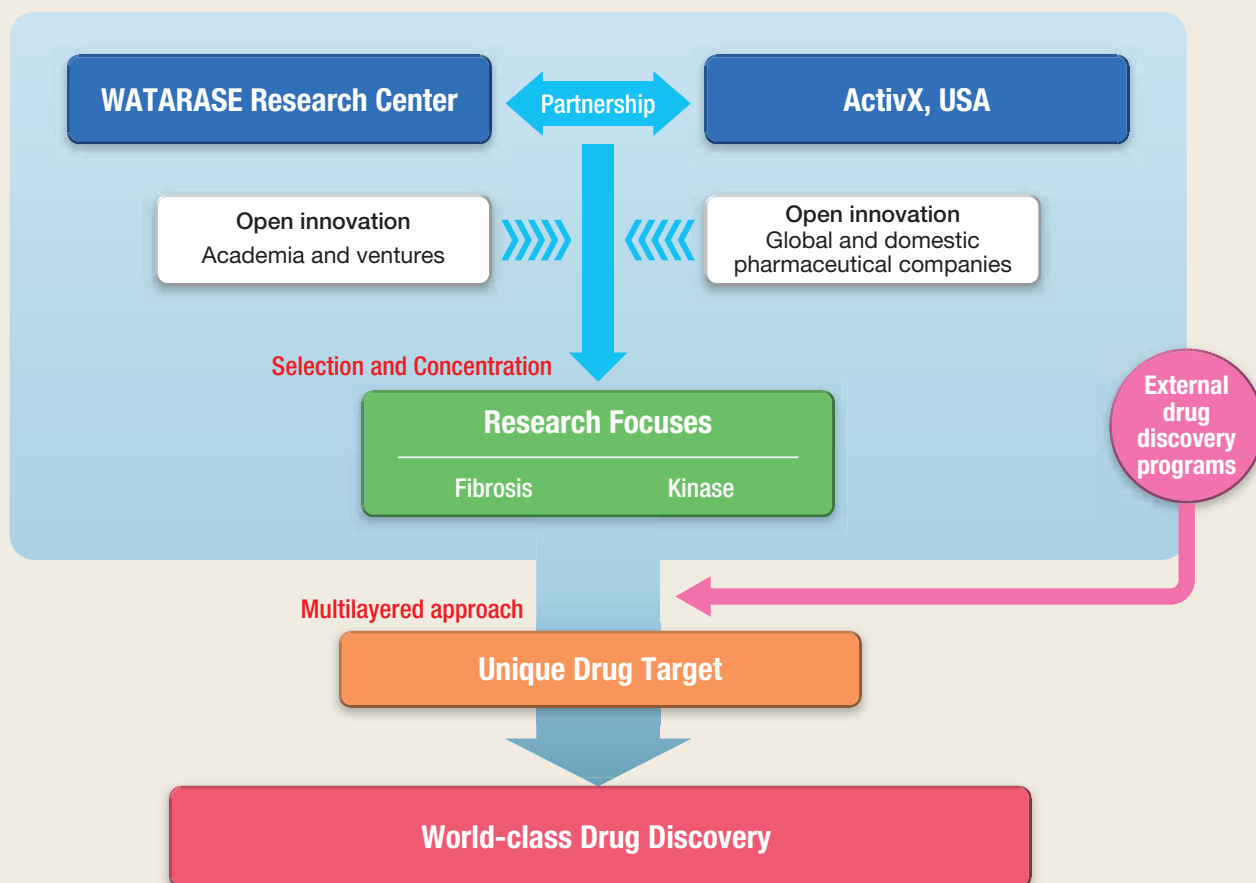 WATARASE Research Center
Partnership
ActivX, USA
Open innovation
Academia and ventures
Open innovation
Global and domestic
pharmaceutical companies
Selection and Concentration
Research Focuses
Fibrosis
Kinase
External
drug
discovery
programs
Multilayered approach
Unique Drug Target
World-class Drug Discovery